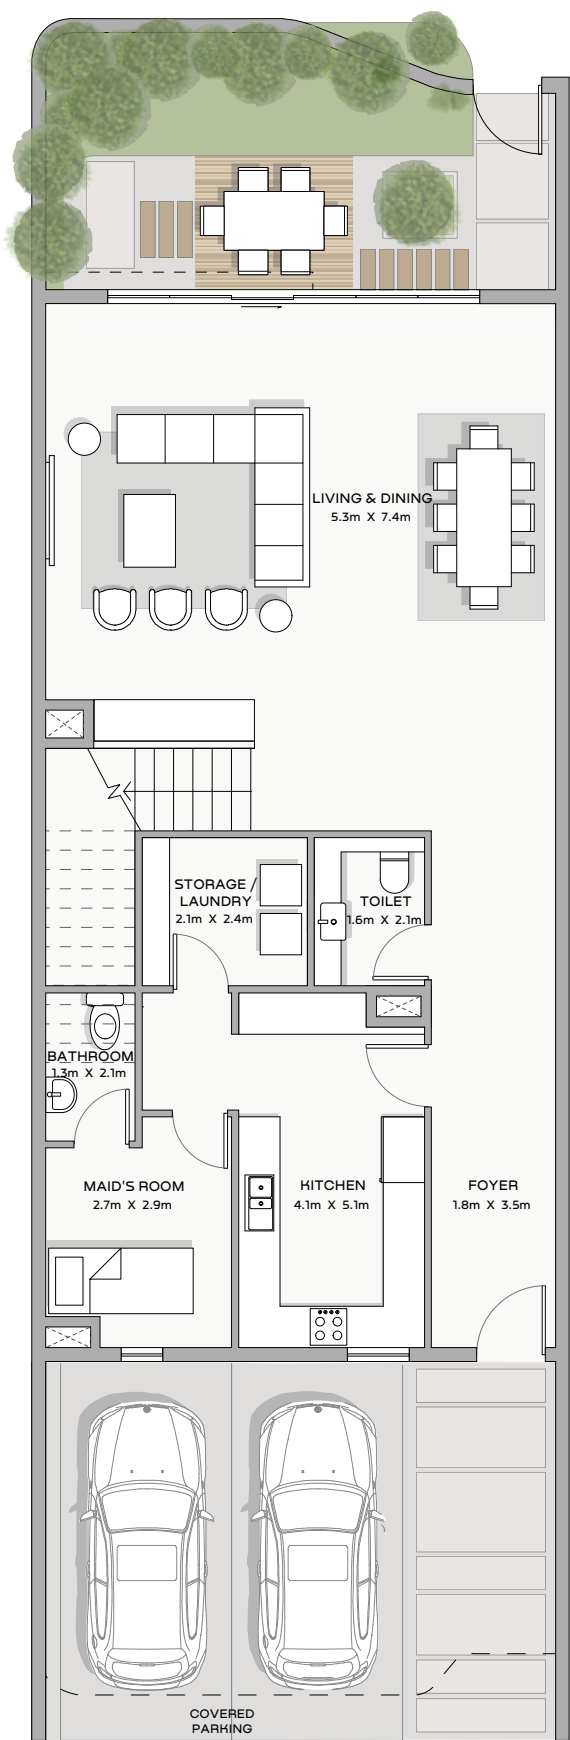 LIVING & DINING
5.3m X 7.4m
STORAGE /
LAUNDRY
2.1m X 2.4m
TOILET
1.6m X 2.1m
BATHROOM
1.3m X 2.1m
MAID'S ROOM
2.7m X 2.9m
KITCHEN
4.1m X 5.1m
FOYER
1.8m X 3.5m
COVERED
PARKING